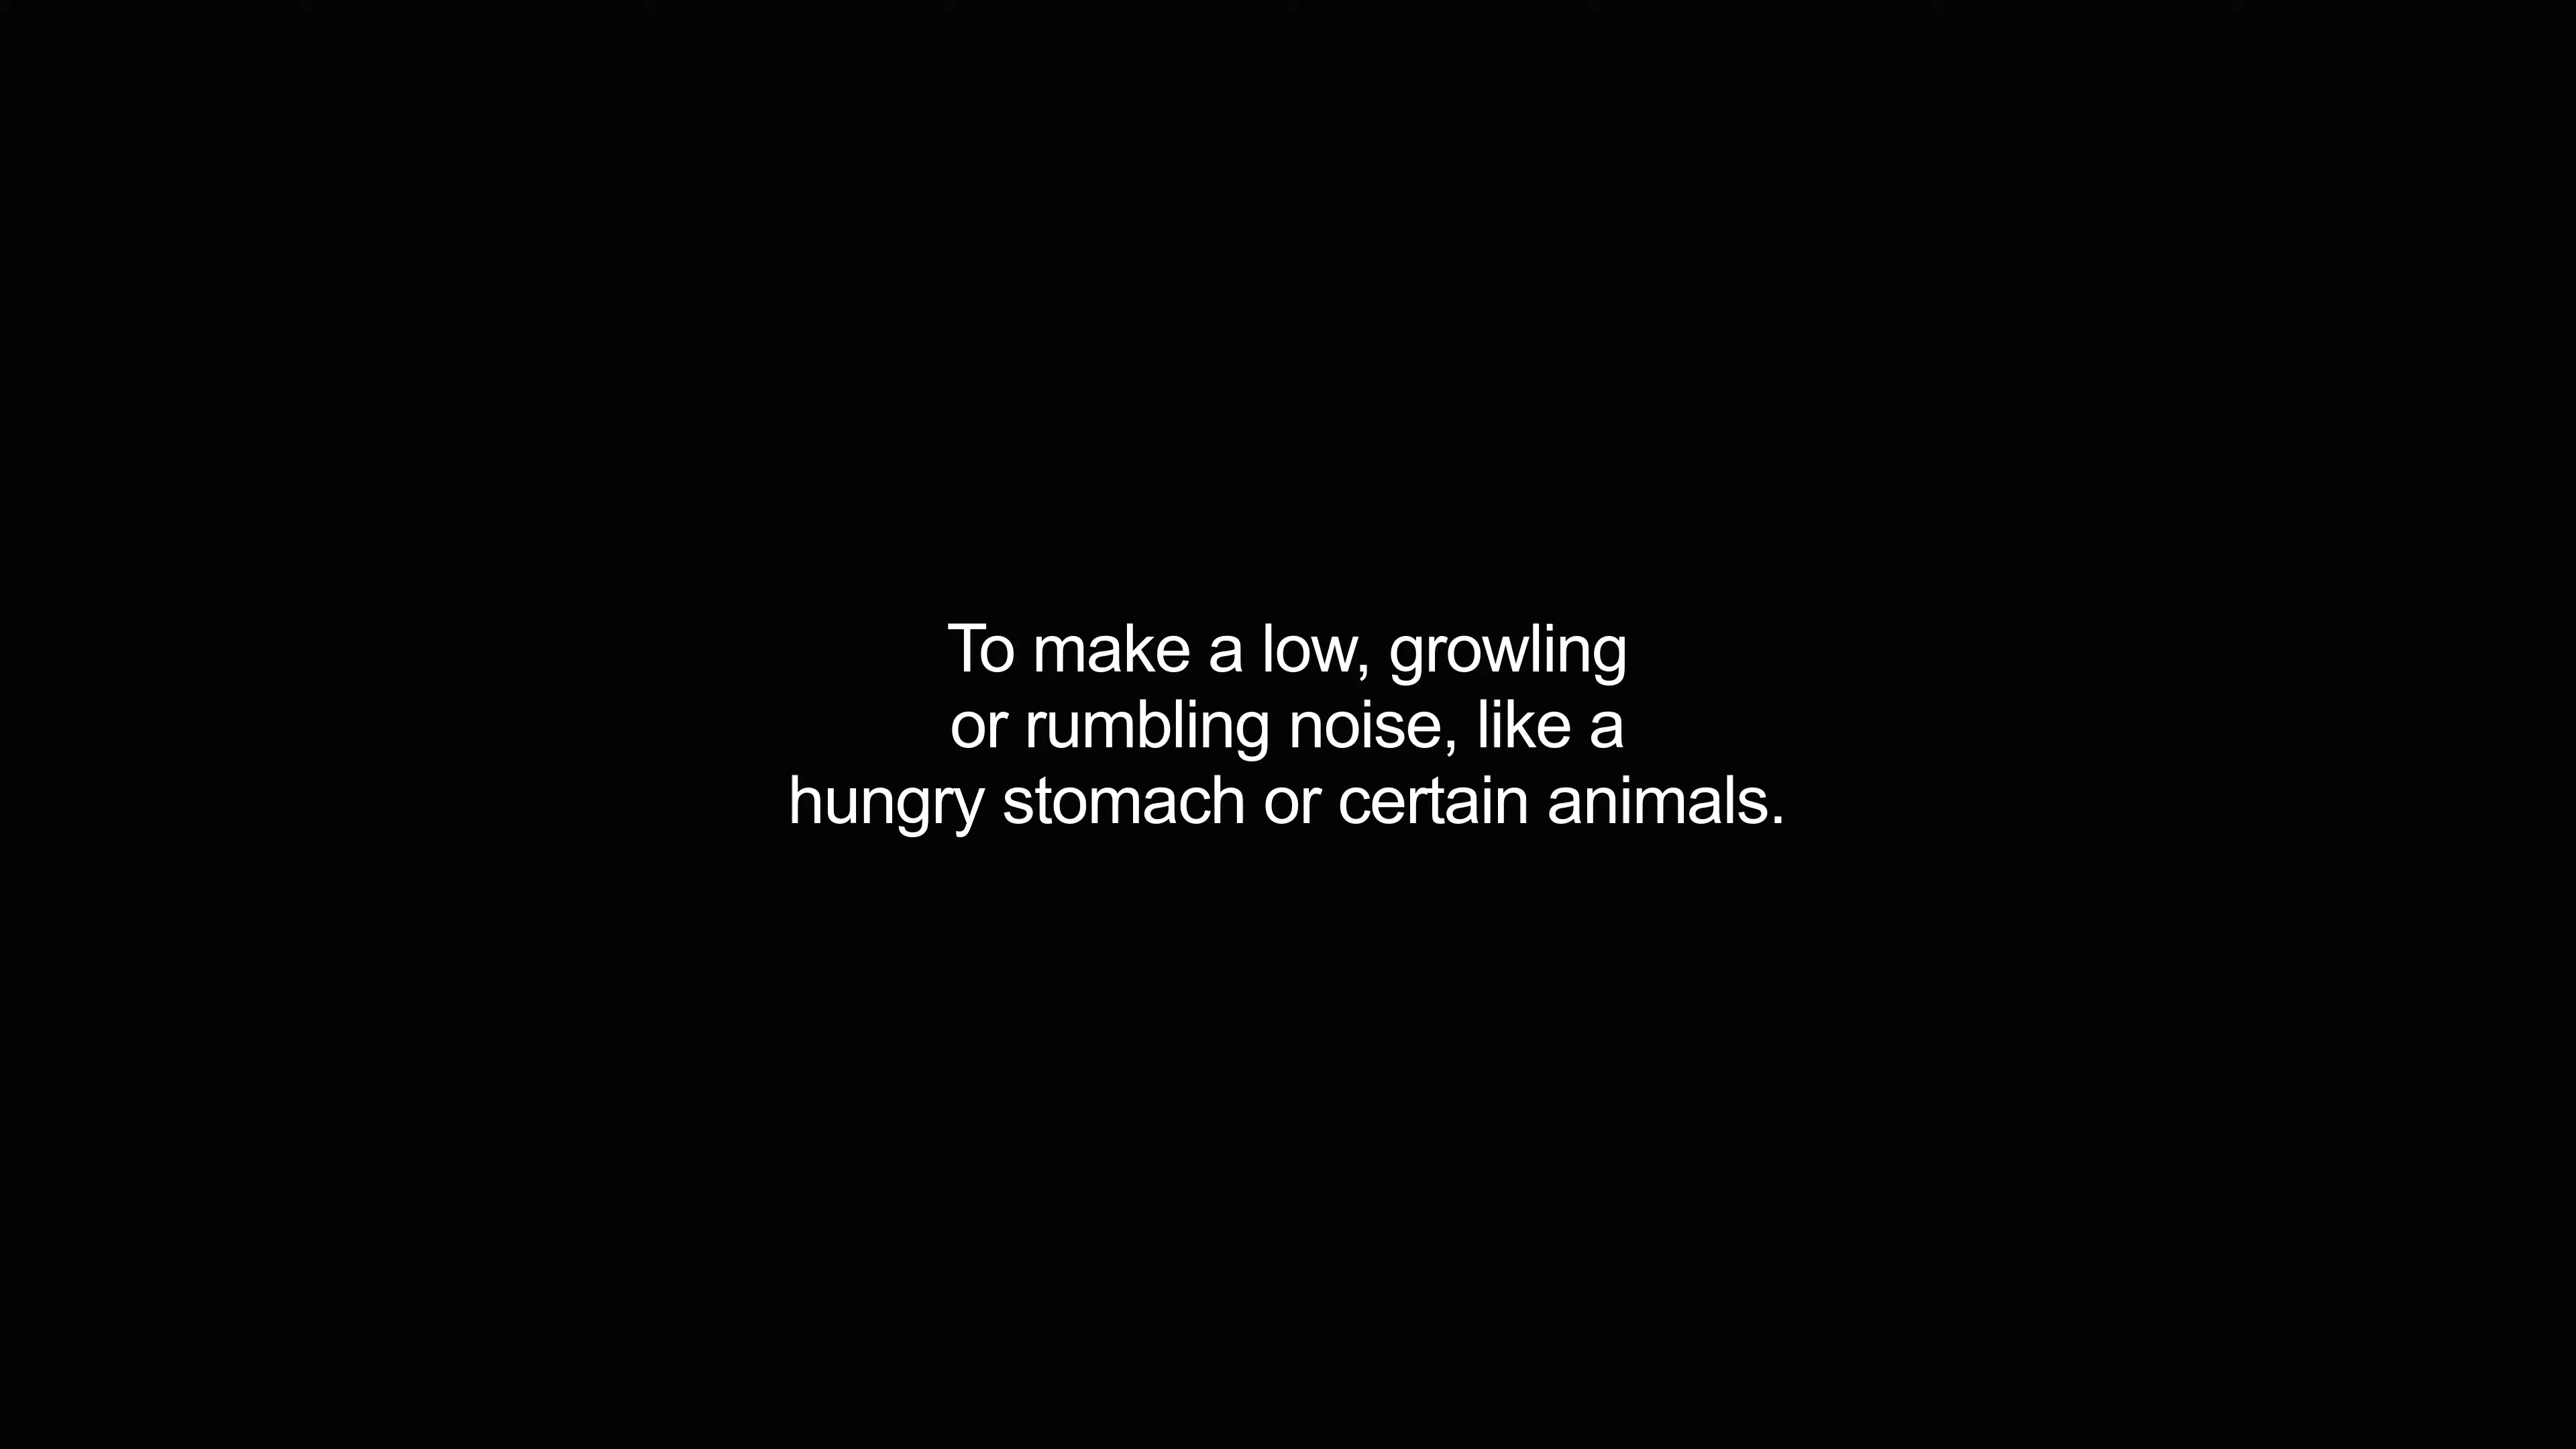 To make a low, growling
or rumbling noise, like a
hungry stomach or certain animals.